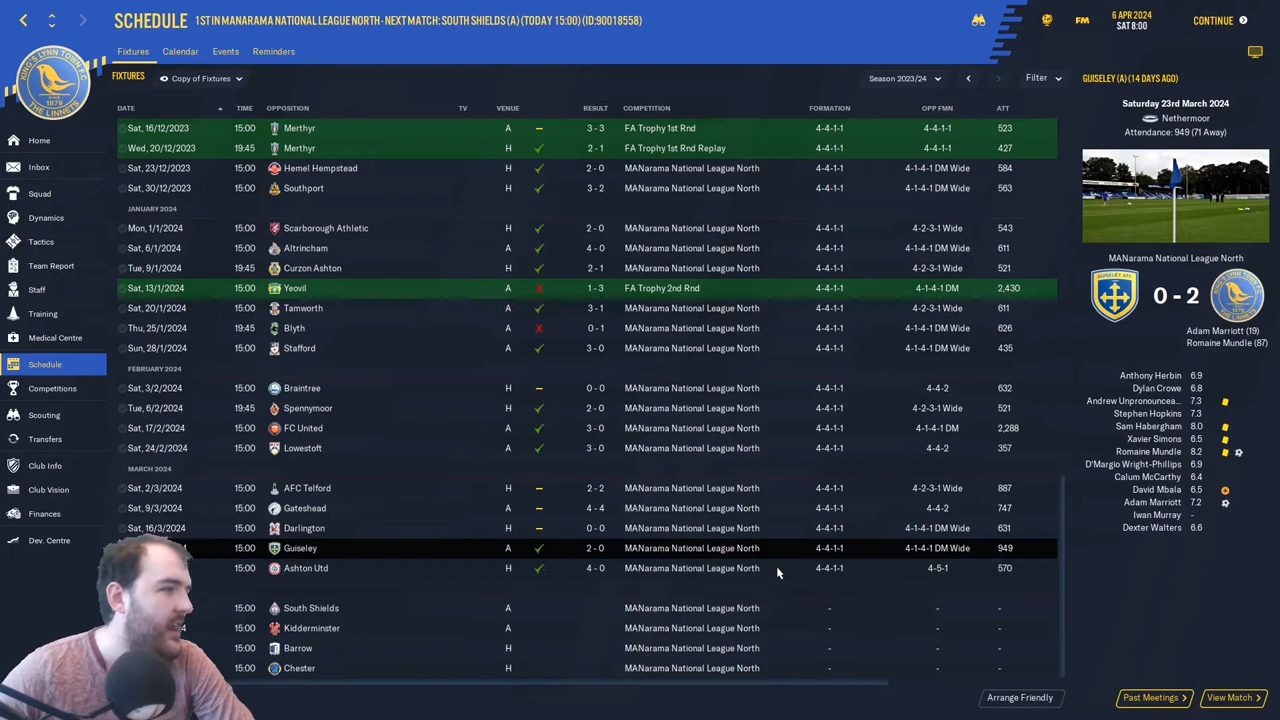 SCHEDULE 1ST IN MANARAMA NATIONAL LEAGUE NORTH - NEXT MATCH: SOUTH SHIELDS (A) (TODAY 15:00) (ID:90018558)
FM
6 APR 2024
SAT 8:00
CONTINUE
Fixtures Calendar Events Reminders
FIXTURES Copy of Fixtures Season 2023/24 Filter
DATE TIME OPPOSITION TV VENUE RESULT COMPETITION FORMATION OPP FMN ATT
Sat, 16/12/2023 15:00 Merthyr A 3 - 3 FA Trophy 1st Rnd 4-4-1-1 4-4-1-1 523
Wed, 20/12/2023 19:45 Merthyr H 2 - 1 FA Trophy 1st Rnd Replay 4-4-1-1 4-4-1-1 427
Sat, 23/12/2023 15:00 Hemel Hempstead H 2 - 0 MANarama National League North 4-4-1-1 4-1-4-1 DM Wide 584
Sat, 30/12/2023 15:00 Southport H 3 - 2 MANarama National League North 4-4-1-1 4-1-4-1 DM Wide 563
JANUARY 2024
Mon, 1/1/2024 15:00 Scarborough Athletic H 2 - 0 MANarama National League North 4-4-1-1 4-2-3-1 Wide 543
Sat, 6/1/2024 15:00 Altrincham A 4 - 0 MANarama National League North 4-4-1-1 4-1-4-1 DM Wide 611
Tue, 9/1/2024 19:45 Curzon Ashton H 2 - 1 MANarama National League North 4-4-1-1 4-2-3-1 Wide 521
Sat, 13/1/2024 15:00 Yeovil A X 1 - 3 FA Trophy 2nd Rnd 4-4-1-1 4-1-4-1 DM 2,430
Sat, 20/1/2024 15:00 Tamworth A 3 - 1 MANarama National League North 4-4-1-1 4-2-3-1 Wide 611
Thu, 25/1/2024 19:45 Blyth A X 0 - 1 MANarama National League North 4-4-1-1 4-1-4-1 DM Wide 626
Sun, 28/1/2024 15:00 Stafford A 3 - 0 MANarama National League North 4-4-1-1 4-1-4-1 DM Wide 435
FEBRUARY 2024
Sat, 3/2/2024 15:00 Braintree H 0 - 0 MANarama National League North 4-4-1-1 4-4-2 632
Tue, 6/2/2024 19:45 Spennymoor H 2 - 0 MANarama National League North 4-4-1-1 4-2-3-1 Wide 521
Sat, 17/2/2024 15:00 FC United A 3 - 0 MANarama National League North 4-4-1-1 4-1-4-1 DM 2,288
Sat, 24/2/2024 15:00 Lowestoft A 3 - 0 MANarama National League North 4-4-1-1 4-4-2 357
MARCH 2024
Sat, 2/3/2024 15:00 AFC Telford H 2 - 2 MANarama National League North 4-4-1-1 4-2-3-1 Wide 887
Sat, 9/3/2024 15:00 Gateshead A 4 - 4 MANarama National League North 4-4-1-1 4-4-2 747
Sat, 16/3/2024 15:00 Darlington H 0 - 0 MANarama National League North 4-4-1-1 4-1-4-1 DM Wide 631
15:00 Guiseley A 2 - 0 MANarama National League North 4-4-1-1 4-1-4-1 DM Wide 949
15:00 Ashton Utd H 4 - 0 MANarama National League North 4-4-1-1 4-5-1 570
15:00 South Shields A MANarama National League North - - -
15:00 Kidderminster A MANarama National League North - - -
15:00 Barrow H MANarama National League North - - -
15:00 Chester H MANarama National League North - - -
Arrange Friendly
Home
Inbox
Squad
Dynamics
Tactics
Team Report
Staff
Training
Medical Centre
Schedule
Competitions
Scouting
Transfers
Club Info
Club Vision
Finances
Dev. Centre
GUISELEY (A) (14 DAYS AGO)
Saturday 23rd March 2024
Nethermoor
Attendance: 949 (71 Away)
MANarama National League North
0 - 2
Adam Marriott (19)
Romaine Mundle (87)
Anthony Herbin 6.9
Dylan Crowe 6.8
Andrew Unpronouncea... 7.3
Stephen Hopkins 7.3
Sam Habergham 8.0
Xavier Simons 6.5
Romaine Mundle 8.2
D'Margio Wright-Phillips 6.9
Calum McCarthy 6.4
David Mbala 6.5
Adam Marriott 7.2
Iwan Murray -
Dexter Walters 6.6
Past Meetings View Match